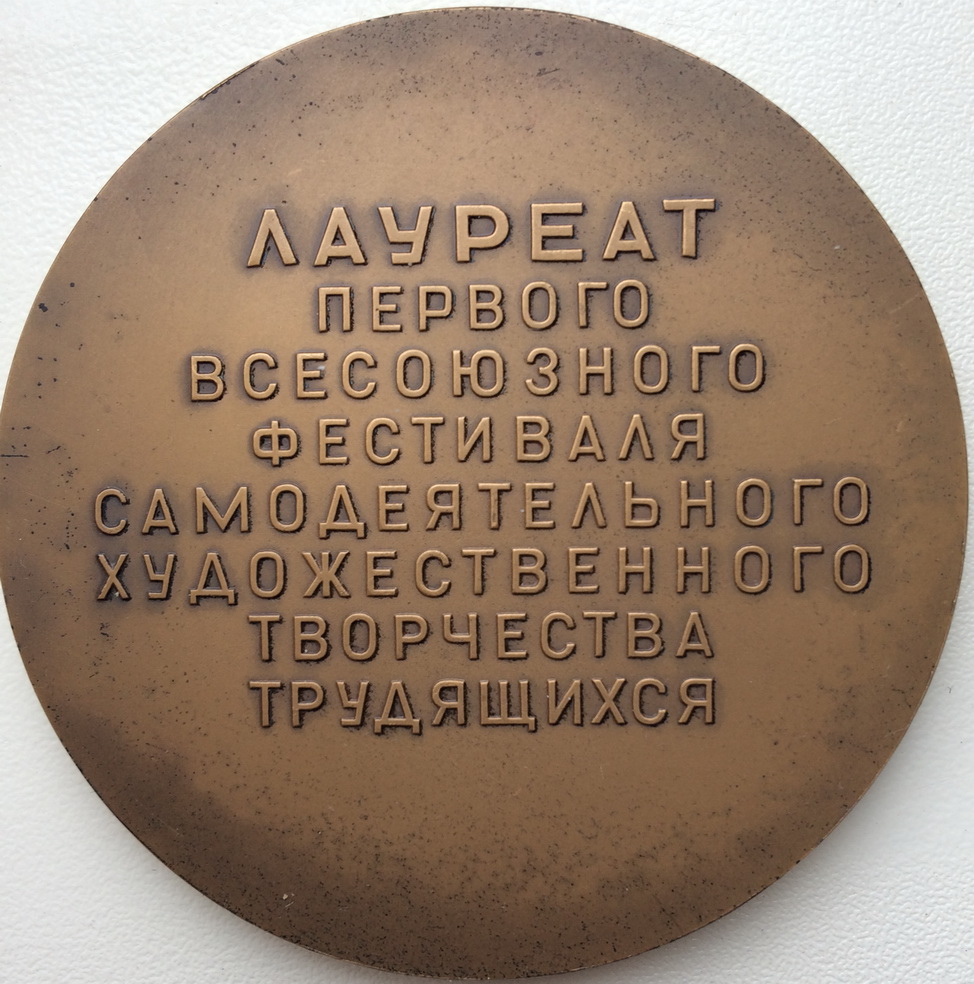 ЛАУРЕАТ
ПЕРВОГО
ВСЕСОЮЗНОГО
ФЕСТИВАЛЯ
САМОДЕЯТЕЛЬНОГО
ХУДОЖЕСТВЕННОГО
ТВОРЧЕСТВА
ТРУДЯЩИХСЯ